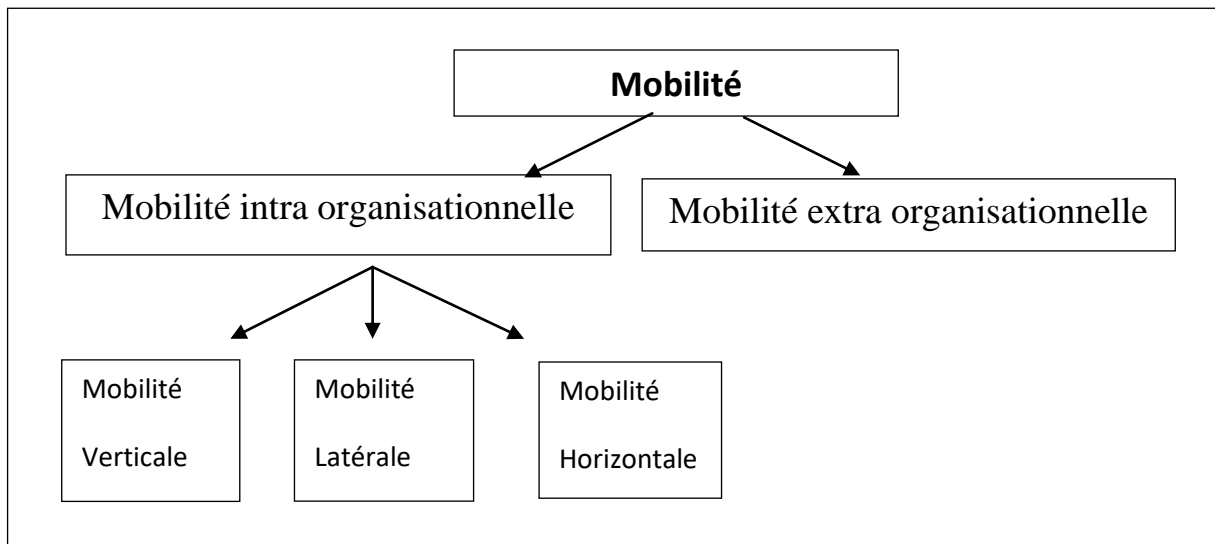 Mobilité
Mobilité intra organisationnelle
Mobilité extra organisationnelle
Mobilité
Verticale
Mobilité
Latérale
Mobilité
Horizontale